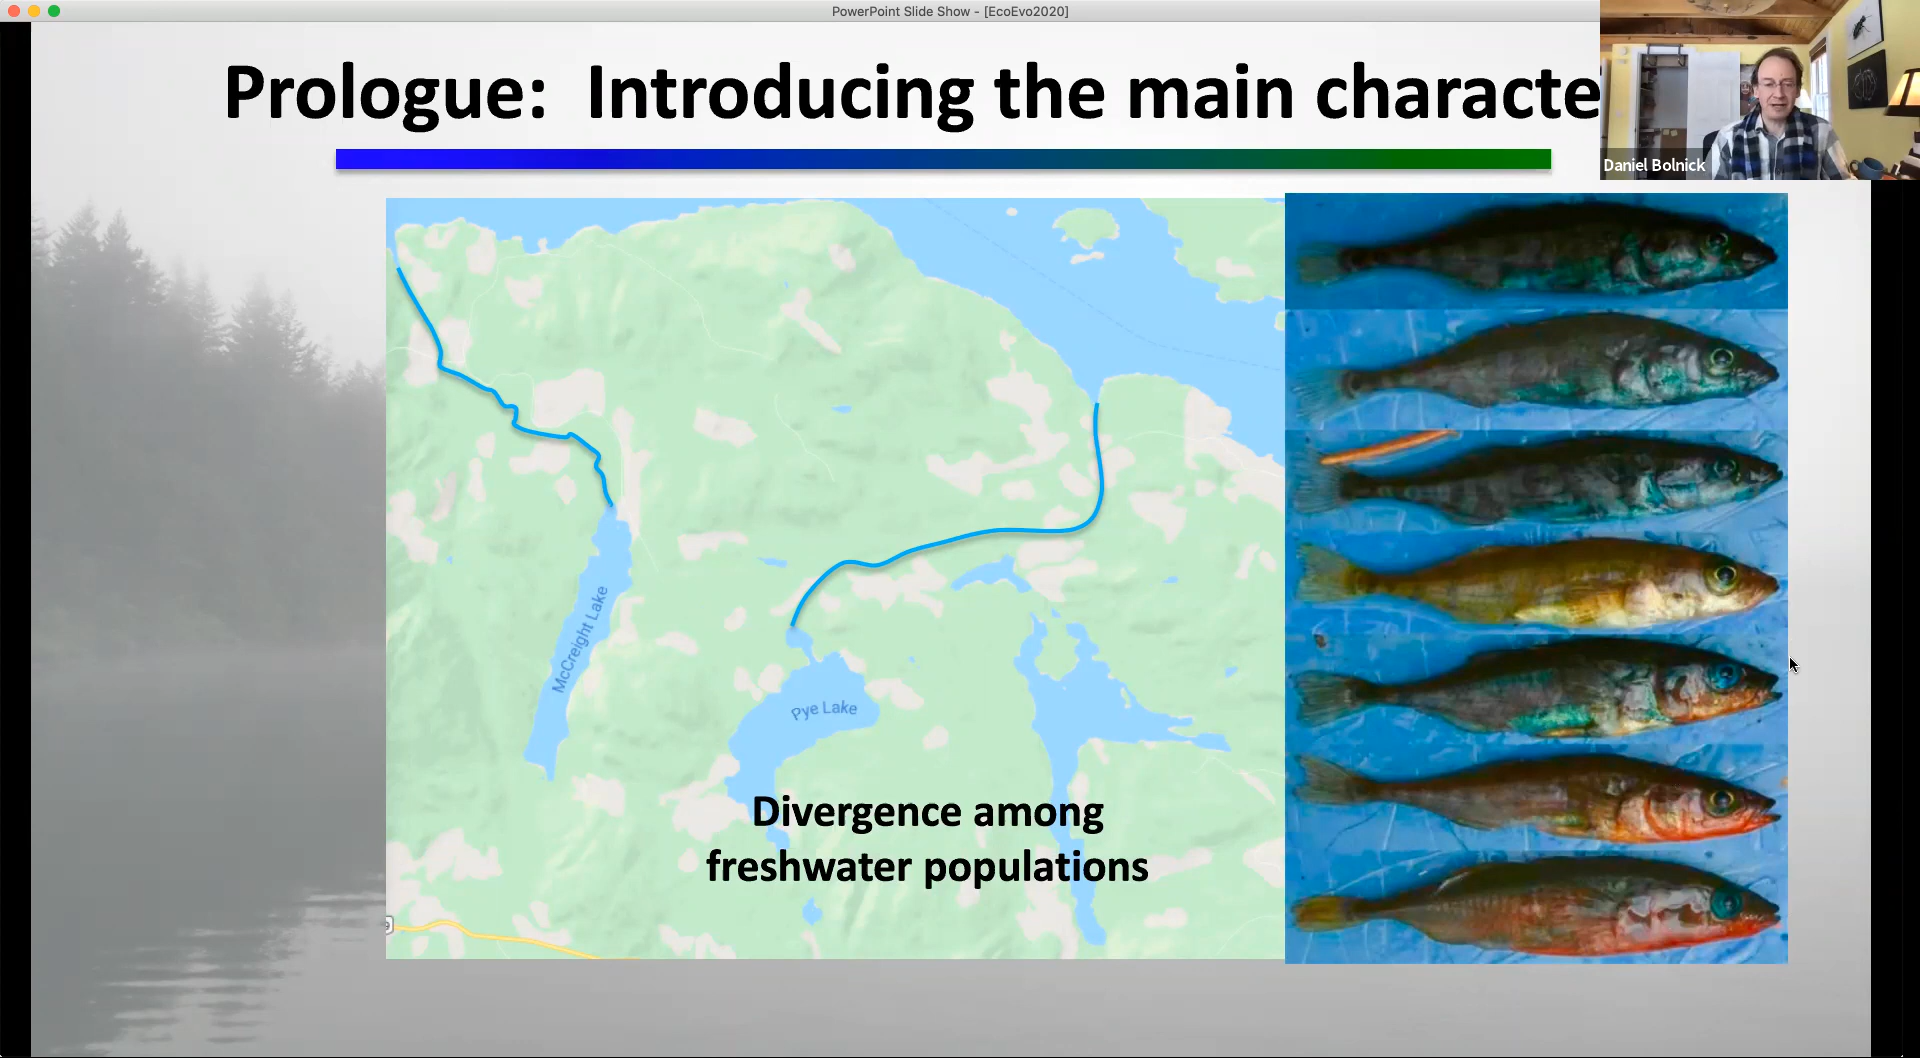 PowerPoint Slide Show - [EcoEvo2020]
Prologue:  Introducing the main characte
Daniel Bolnick
McCreight Lake
Pye Lake
Divergence among
freshwater populations
9